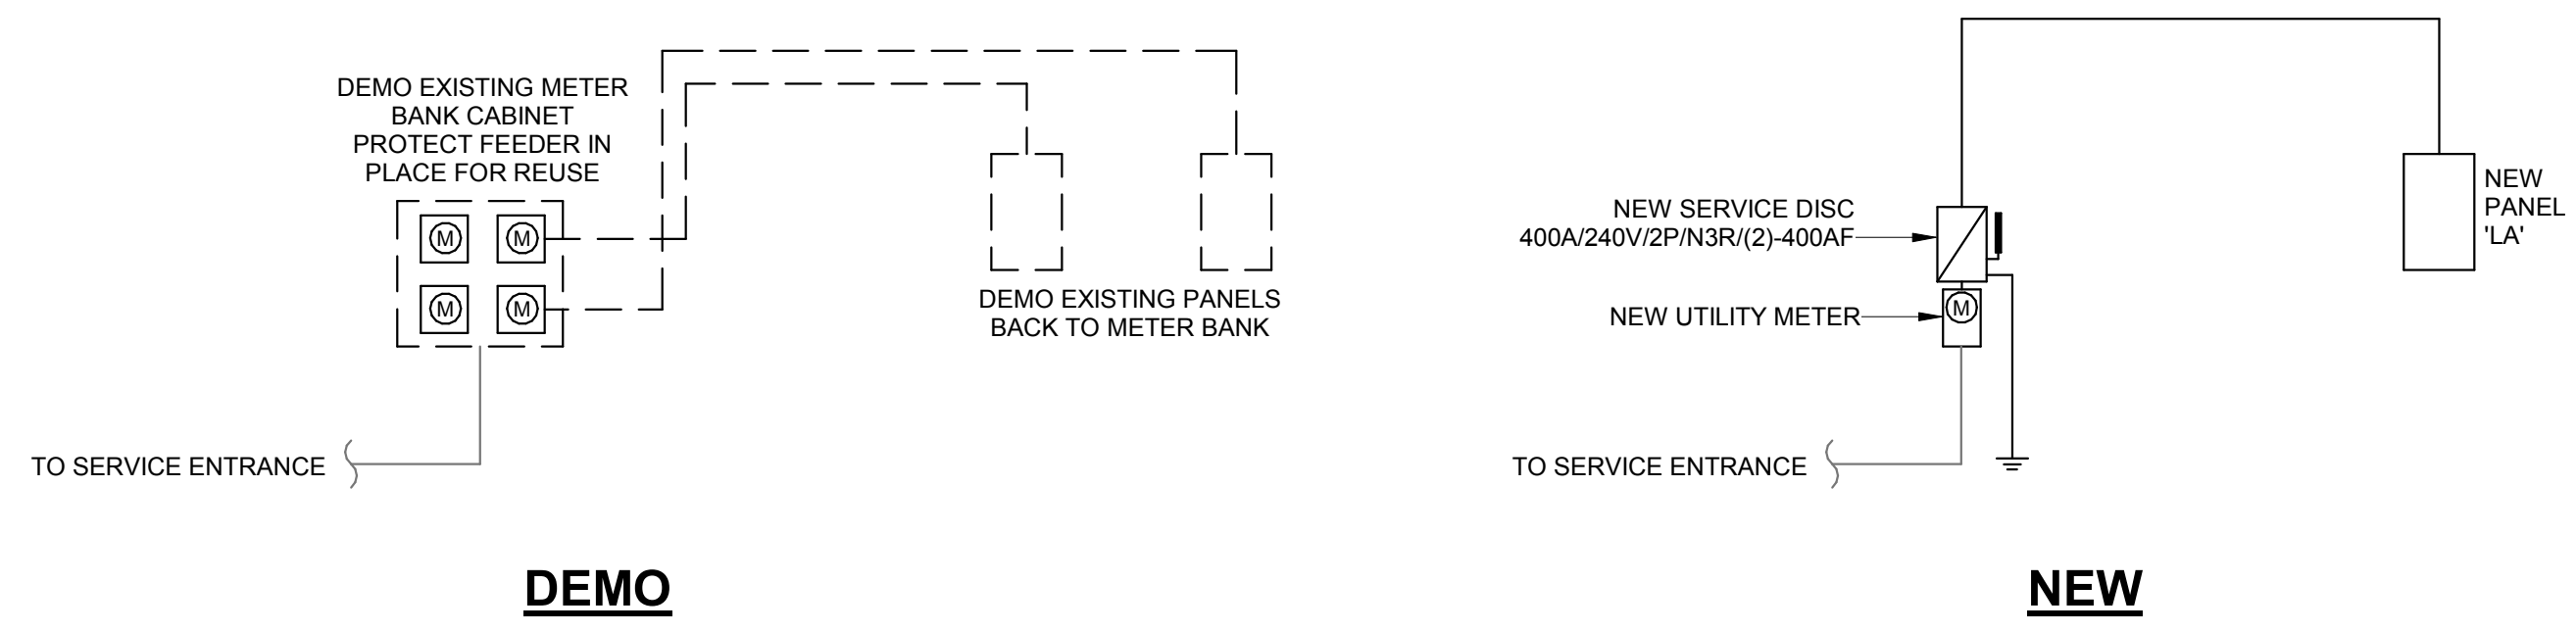 DEMO EXISTING METER
BANK CABINET
PROTECT FEEDER IN
PLACE FOR REUSE
M
M
M
M
DEMO EXISTING PANELS
BACK TO METER BANK
TO SERVICE ENTRANCE
DEMO
NEW SERVICE DISC
400A/240V/2P/N3R/(2)-400AF
NEW UTILITY METER
M
NEW
PANEL
'LA'
TO SERVICE ENTRANCE
NEW